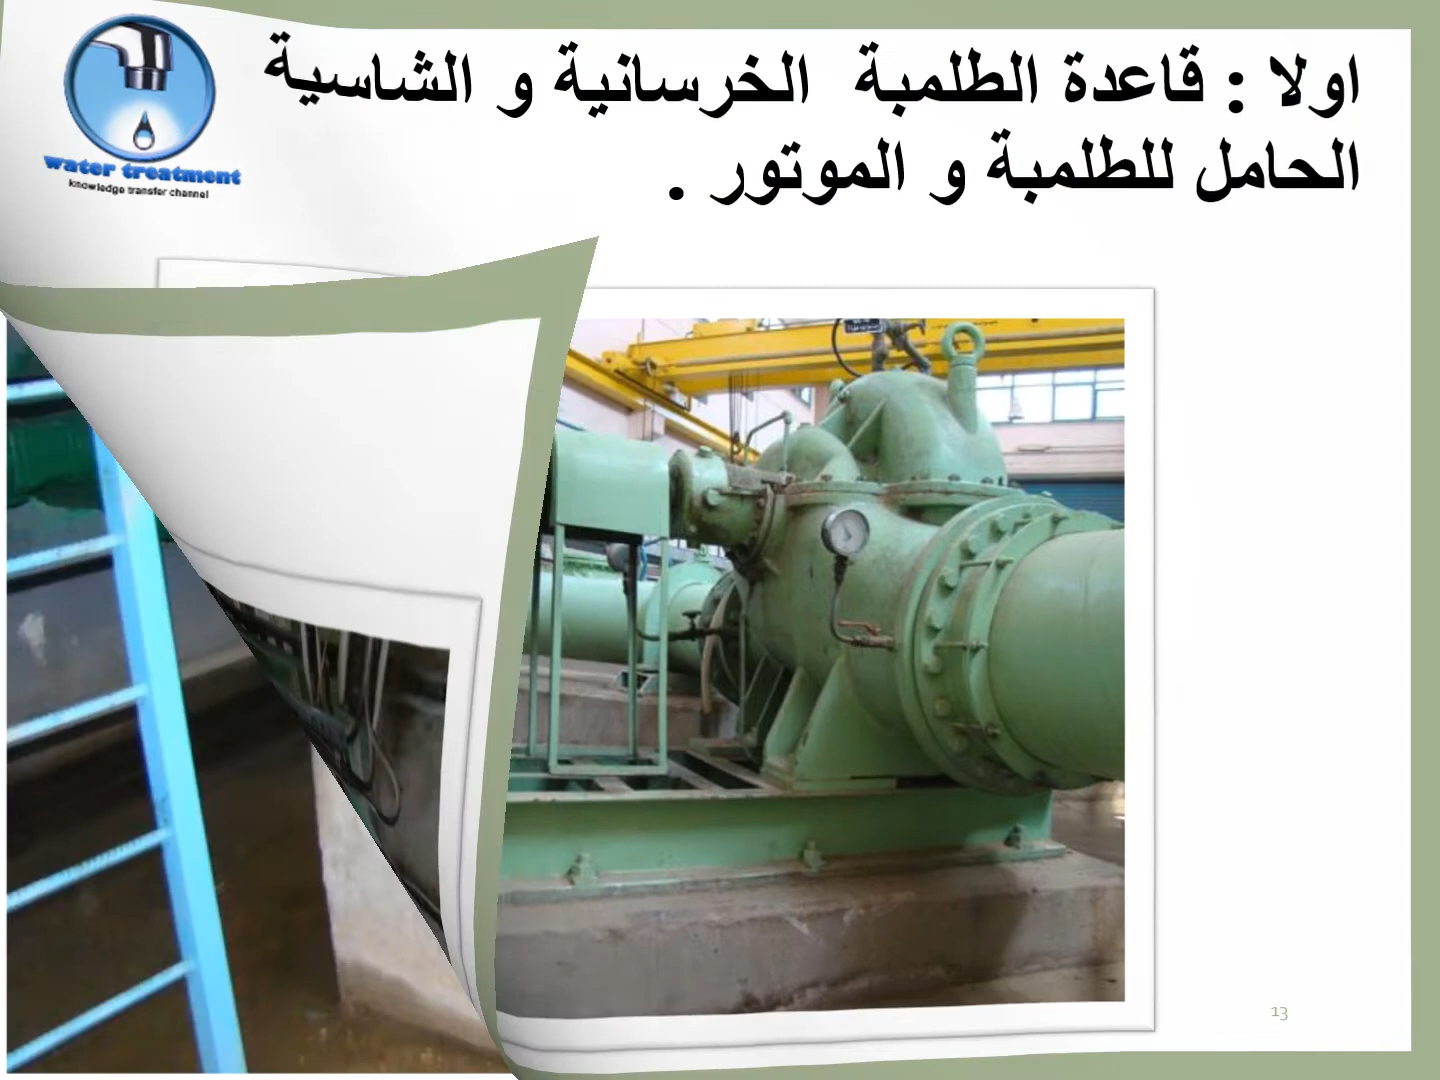 اولا : قاعدة الطلمبة الخرسانية و الشاسية
الحامل للطلمبة و الموتور .
water treatment
knowledge transfer channel
13